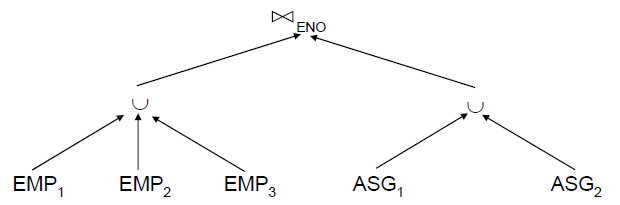 ⋈ENO
∪ ∪
EMP1 EMP2 EMP3 ASG1 ASG2